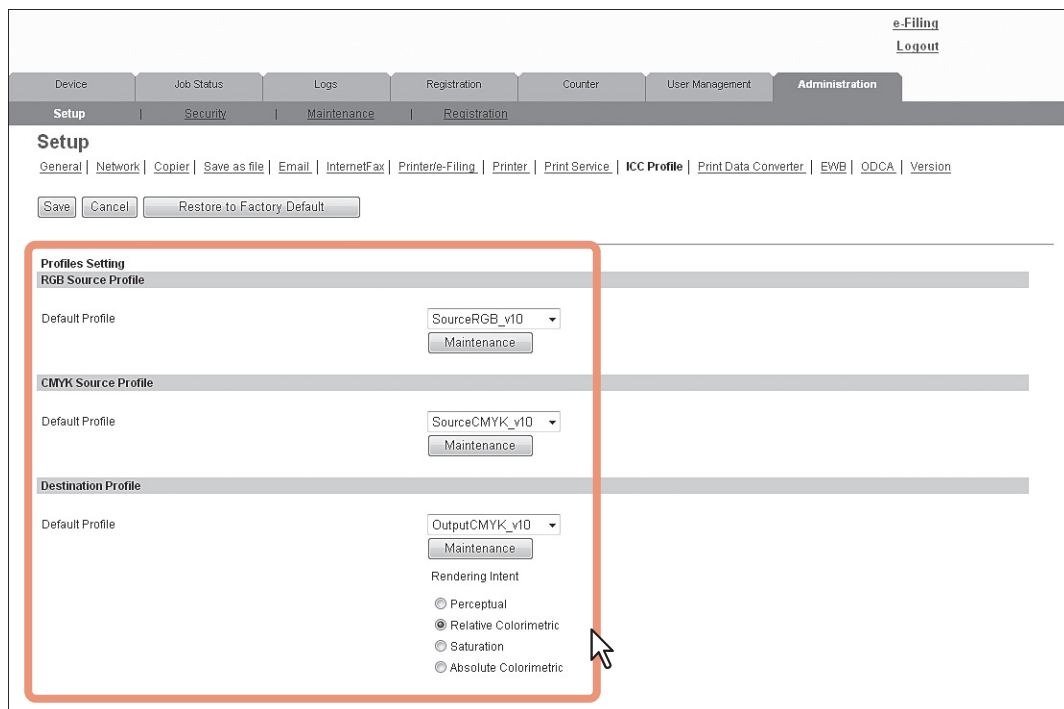 e-Filing
Logout
Device Job Status Logs Registration Counter User Management Administration
Setup | Security | Maintenance | Registration
Setup
General | Network | Copier | Save as file | Email | InternetFax | Printer/e-Filing | Printer | Print Service | ICC Profile | Print Data Converter | EWB | ODCA | Version
Save Cancel Restore to Factory Default
Profiles Setting
RGB Source Profile
Default Profile SourceRGB_v10
Maintenance
CMYK Source Profile
Default Profile SourceCMYK_v10
Maintenance
Destination Profile
Default Profile OutputCMYK_v10
Maintenance
Rendering Intent
Perceptual
Relative Colorimetric
Saturation
Absolute Colorimetric